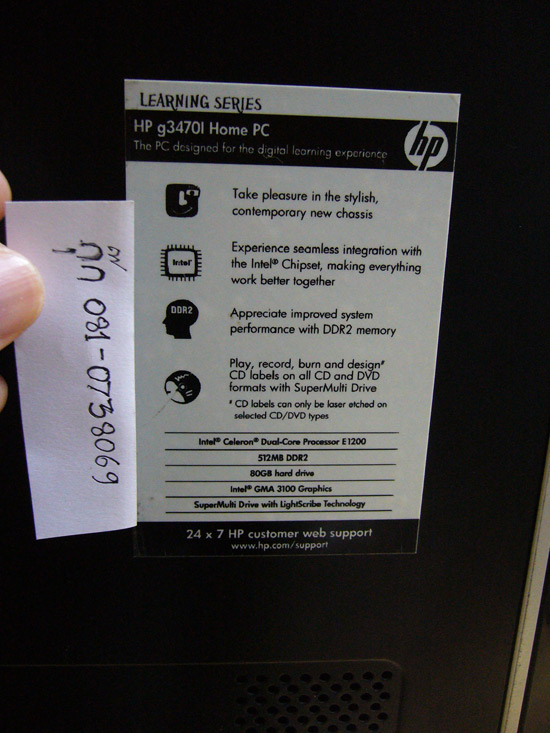 LEARNING SERIES
HP g3470l Home PC
The PC designed for the digital learning experience
hp
Take pleasure in the stylish,
contemporary new chassis
intel
Experience seamless integration with
the Intel® Chipset, making everything
work better together
DDR2
Appreciate improved system
performance with DDR2 memory
Play, record, burn and design#
CD labels on all CD and DVD
formats with SuperMulti Drive
# CD labels can only be laser etched on
selected CD/DVD types
Intel® Celeron® Dual-Core Processor E1200
512MB DDR2
80GB hard drive
Intel® GMA 3100 Graphics
SuperMulti Drive with LightScribe Technology
24 x 7 HP customer web support
www.hp.com/support
081-0738069